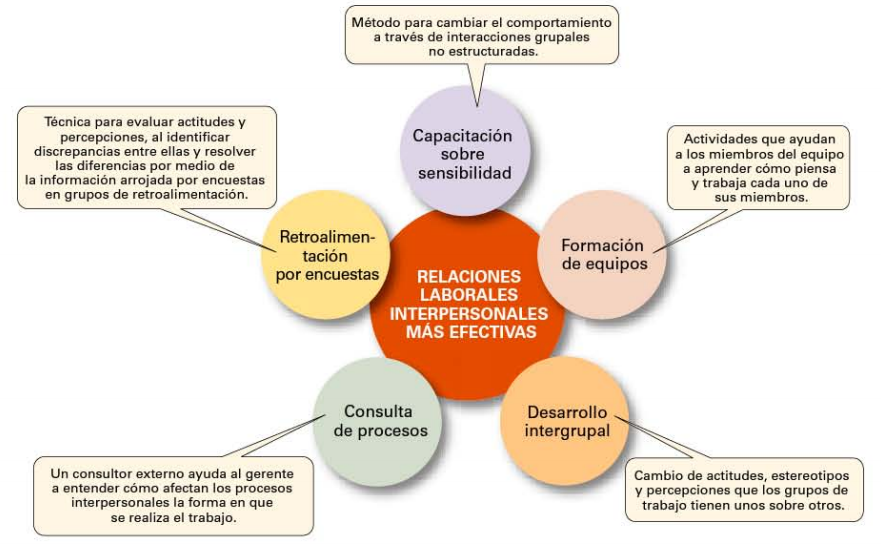 Método para cambiar el comportamiento
a través de interacciones grupales
no estructuradas.
Capacitación
sobre
sensibilidad
Técnica para evaluar actitudes y
percepciones, al identificar
discrepancias entre ellas y resolver
las diferencias por medio de
la información arrojada por encuestas
en grupos de retroalimentación.
Retroalimen-
tación
por encuestas
Actividades que ayudan
a los miembros del equipo
a aprender cómo piensa
y trabaja cada uno de
sus miembros.
Formación
de equipos
RELACIONES
LABORALES
INTERPERSONALES
MÁS EFECTIVAS
Consulta
de procesos
Un consultor externo ayuda al gerente
a entender cómo afectan los procesos
interpersonales la forma en que
se realiza el trabajo.
Desarrollo
intergrupal
Cambio de actitudes, estereotipos
y percepciones que los grupos de
trabajo tienen unos sobre otros.